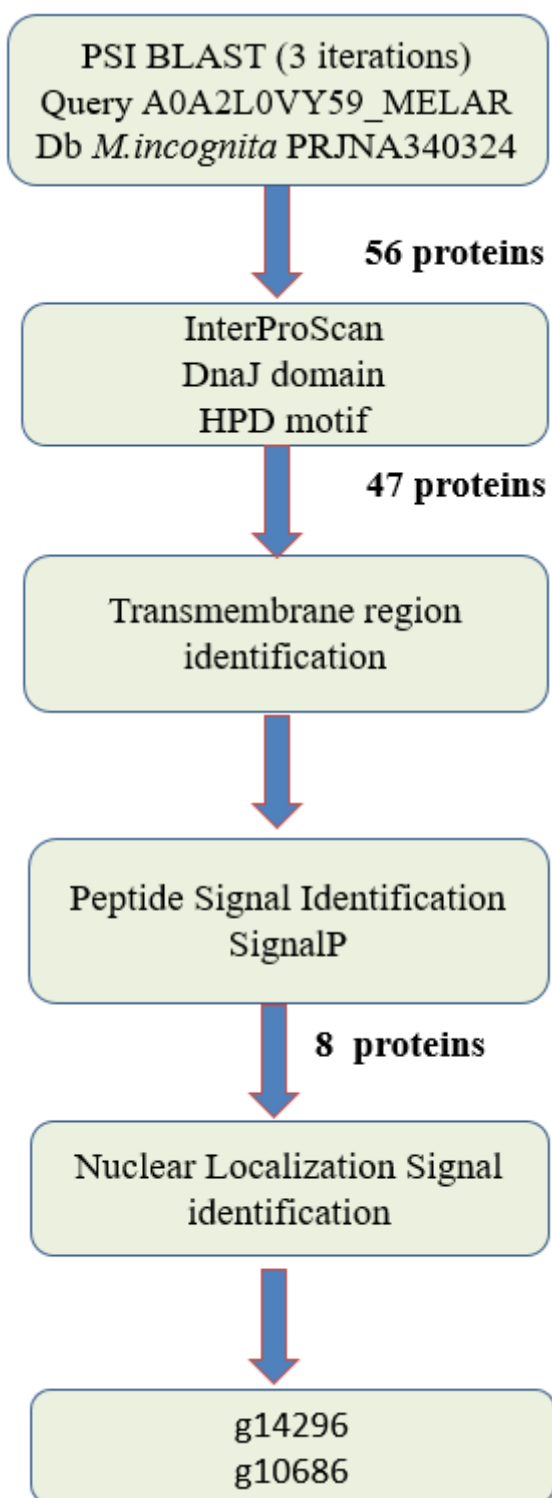 PSI BLAST (3 iterations)
Query A0A2L0VY59_MELAR
Db M.incognita PRJNA340324
56 proteins
InterProScan
DnaJ domain
HPD motif
47 proteins
Transmembrane region
identification
Peptide Signal Identification
SignalP
8 proteins
Nuclear Localization Signal
identification
g14296
g10686